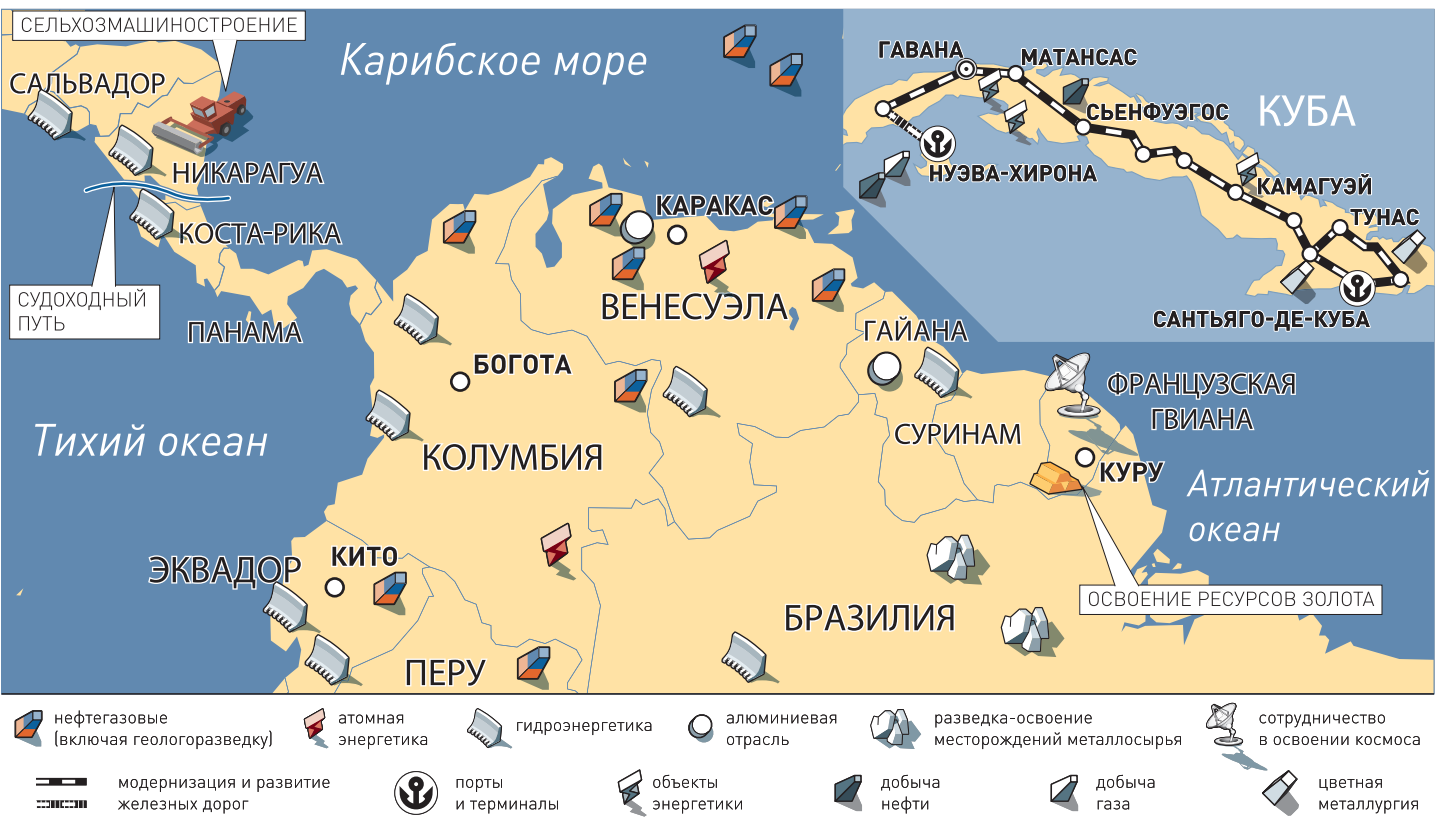 СЕЛЬХОЗМАШИНОСТРОЕНИЕ
Карибское море
САЛЬВАДОР
НИКАРАГУА
КОСТА-РИКА
СУДОХОДНЫЙ
ПУТЬ
ПАНАМА
ГАВАНА
МАТАНСАС
СЬЕНФУЭГОС
КУБА
НУЭВА-ХИРОНА
КАМАГУЭЙ
ТУНАС
САНТЬЯГО-ДЕ-КУБА
КАРАКАС
ВЕНЕСУЭЛА
ГАЙАНА
БОГОТА
ФРАНЦУЗСКАЯ
ГВИАНА
Тихий океан
КОЛУМБИЯ
СУРИНАМ
КУРУ
Атлантический
океан
ЭКВАДОР
КИТО
ОСВОЕНИЕ РЕСУРСОВ ЗОЛОТА
БРАЗИЛИЯ
ПЕРУ
нефтегазовые
(включая геологоразведку)
атомная
энергетика
гидроэнергетика
алюминиевая
отрасль
разведка-освоение
месторождений металлосырья
сотрудничество
в освоении космоса
модернизация и развитие
железных дорог
порты
и терминалы
объекты
энергетики
добыча
нефти
добыча
газа
цветная
металлургия